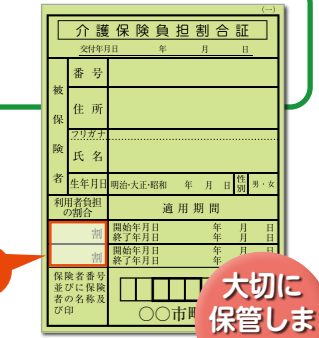 (一)
介護保険負担割合証
交付年月日 年 月 日
被保険者
番号
住所
フリガナ
氏名
生年月日 明治・大正・昭和 年 月 日 性別 男・女
利用者負担の割合 適用期間
割 開始年月日 年 月 日
終了年月日 年 月 日
割 開始年月日 年 月 日
終了年月日 年 月
保険者番号
並びに保険
者の名称及
び印
〇〇市町
大切に
保管しま